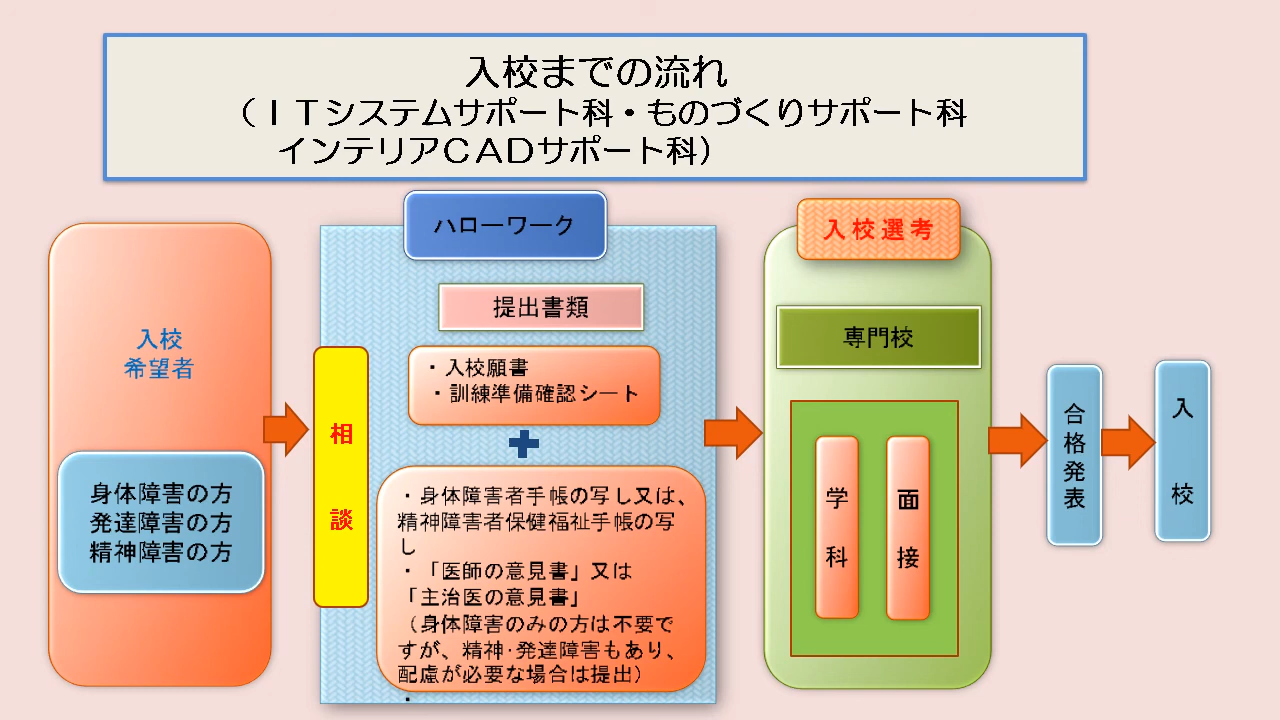 入校までの流れ
（ＩＴシステムサポート科・ものづくりサポート科
インテリアＣＡＤサポート科）
入校
希望者
身体障害の方
発達障害の方
精神障害の方
相談
ハローワーク
提出書類
・入校願書
・訓練準備確認シート
・身体障害者手帳の写し又は、
精神障害者保健福祉手帳の写
し
・「医師の意見書」又は
「主治医の意見書」
（身体障害のみの方は不要で
すが、精神･発達障害もあり、
配慮が必要な場合は提出）
・
入校選考
専門校
学科
面接
合格発表
入校